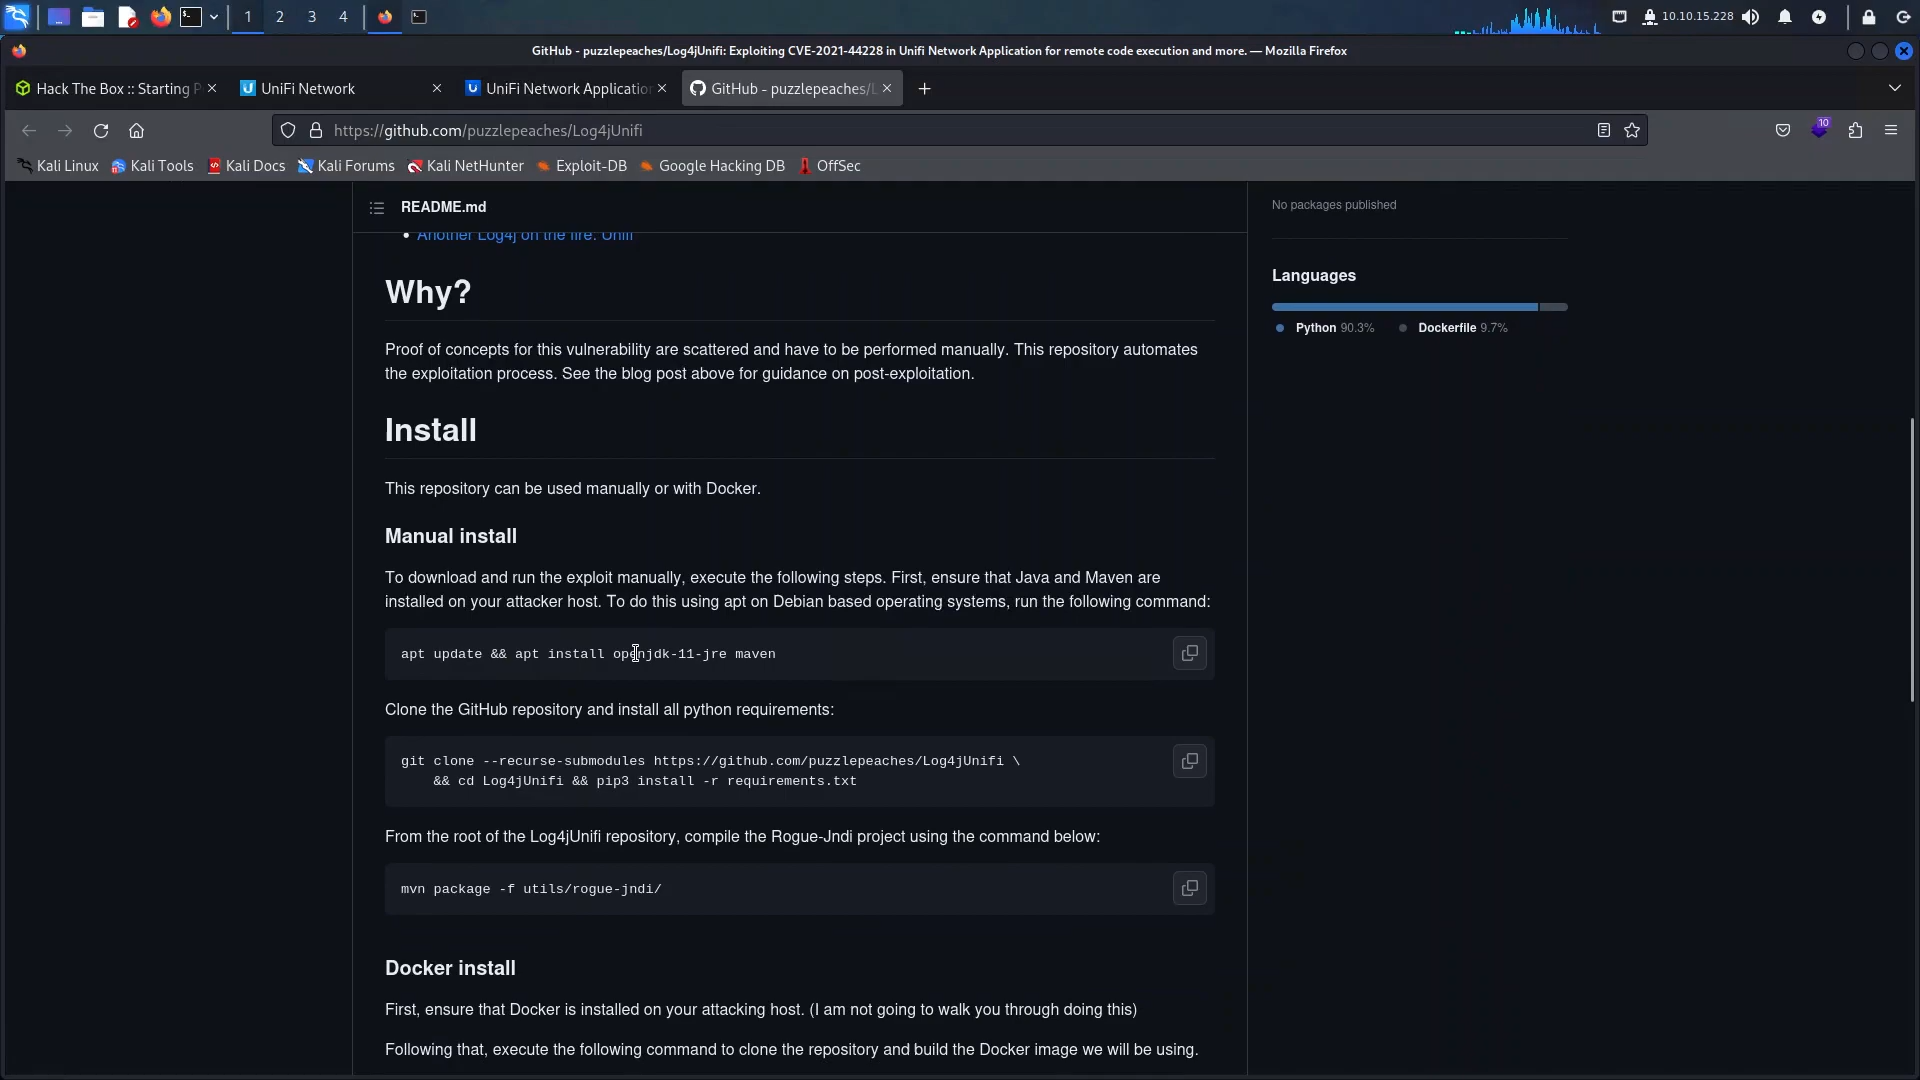 1 2 3 4 10.10.15.228
GitHub - puzzlepeaches/Log4jUnifi: Exploiting CVE-2021-44228 in Unifi Network Application for remote code execution and more. — Mozilla Firefox
Hack The Box :: Starting P UniFi Network UniFi Network Application GitHub - puzzlepeaches/L
https://github.com/puzzlepeaches/Log4jUnifi 10
Kali Linux Kali Tools Kali Docs Kali Forums Kali NetHunter Exploit-DB Google Hacking DB OffSec
README.md
No packages published
Another Log4j on the fire: Unifi
Why?
Languages
Python 90.3% Dockerfile 9.7%
Proof of concepts for this vulnerability are scattered and have to be performed manually. This repository automates
the exploitation process. See the blog post above for guidance on post-exploitation.
Install
This repository can be used manually or with Docker.
Manual install
To download and run the exploit manually, execute the following steps. First, ensure that Java and Maven are
installed on your attacker host. To do this using apt on Debian based operating systems, run the following command:
apt update && apt install openjdk-11-jre maven
Clone the GitHub repository and install all python requirements:
git clone --recurse-submodules https://github.com/puzzlepeaches/Log4jUnifi \
&& cd Log4jUnifi && pip3 install -r requirements.txt
From the root of the Log4jUnifi repository, compile the Rogue-Jndi project using the command below:
mvn package -f utils/rogue-jndi/
Docker install
First, ensure that Docker is installed on your attacking host. (I am not going to walk you through doing this)
Following that, execute the following command to clone the repository and build the Docker image we will be using.